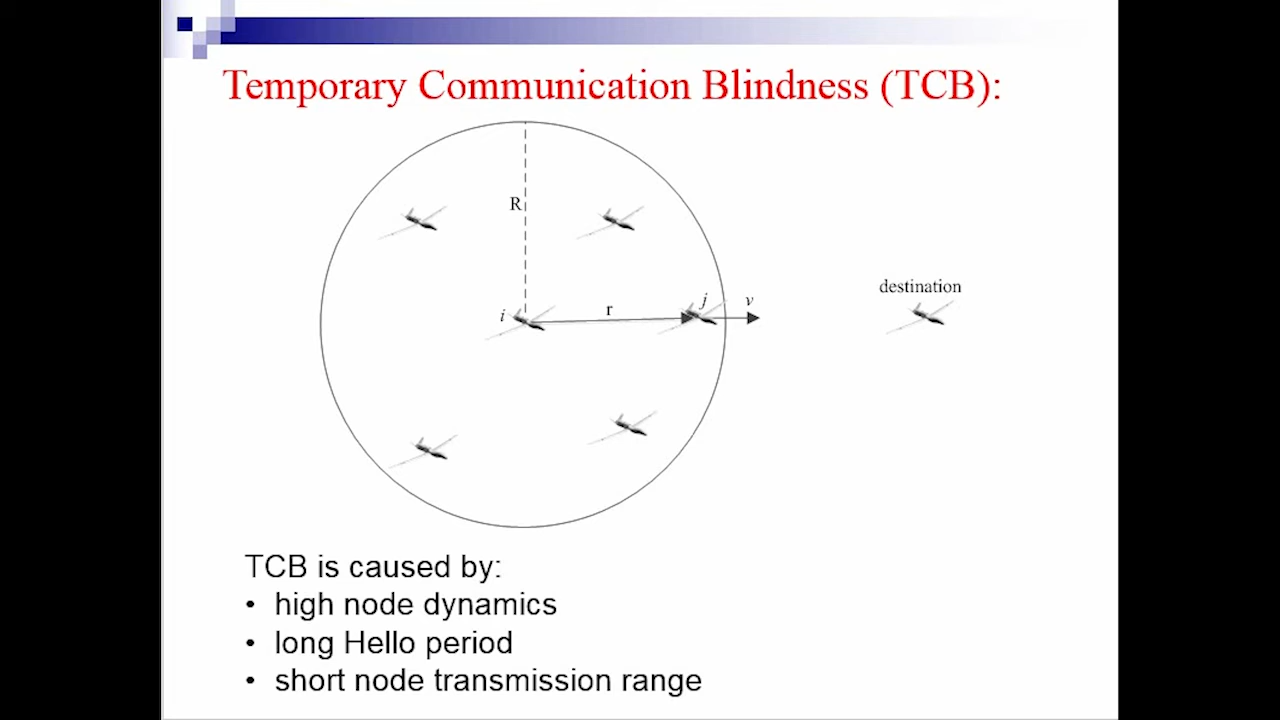 Temporary Communication Blindness (TCB):
R
destination
i
r
j
v
TCB is caused by:
• high node dynamics
• long Hello period
• short node transmission range